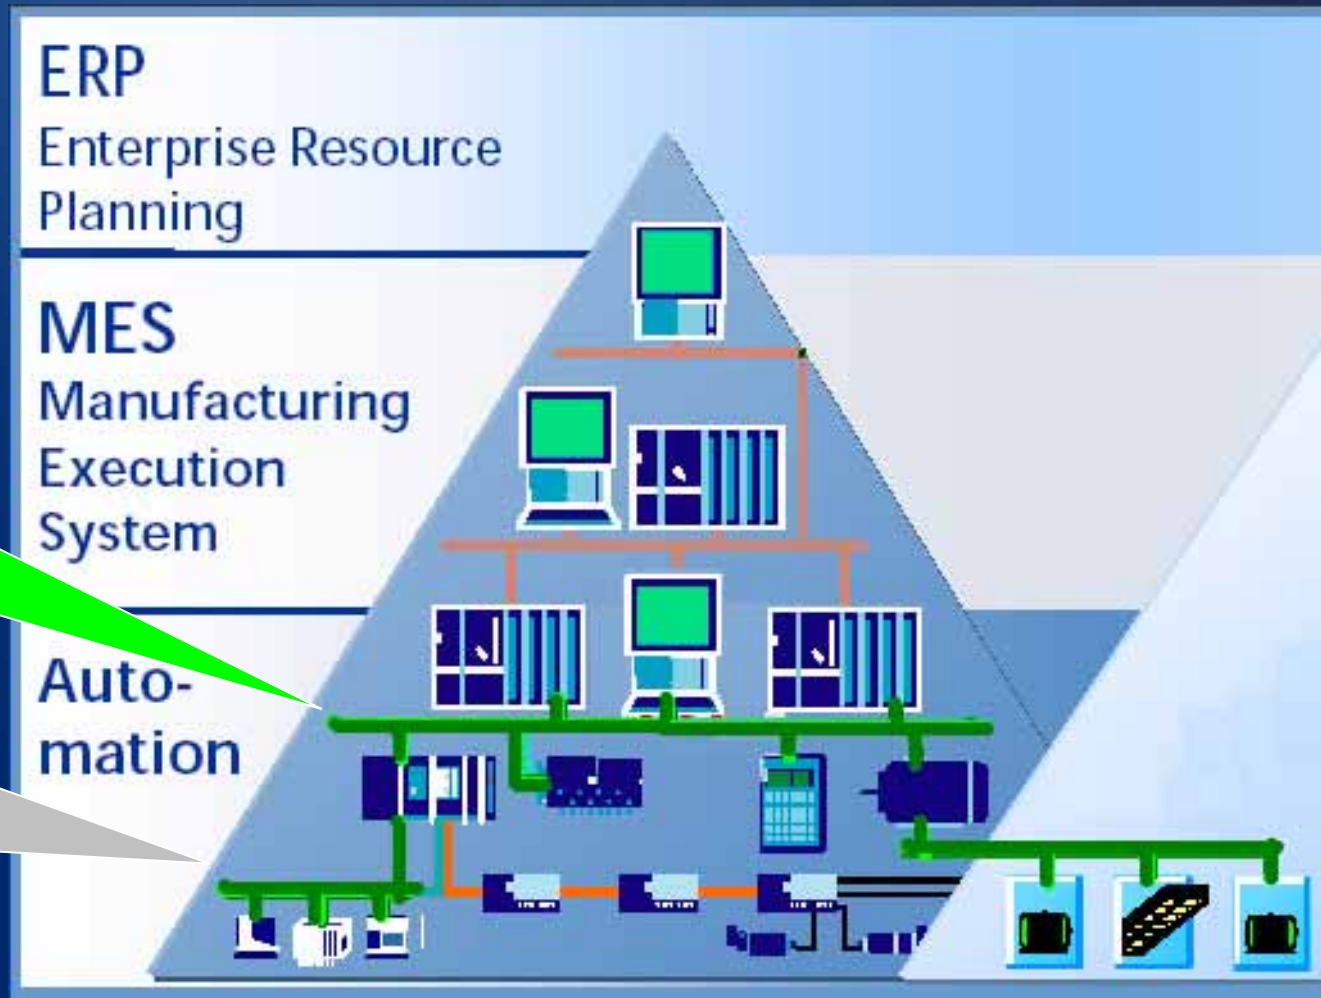 ERP
Enterprise Resource
Planning
MES
Manufacturing
Execution
System
Auto-
mation